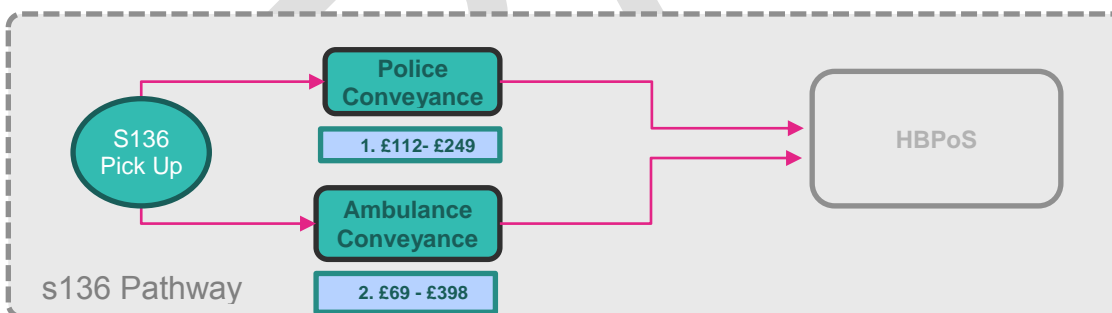 Police
Conveyance
S136
Pick Up
1. £112- £249
HBPoS
Ambulance
Conveyance
s136 Pathway
2. £69 - £398